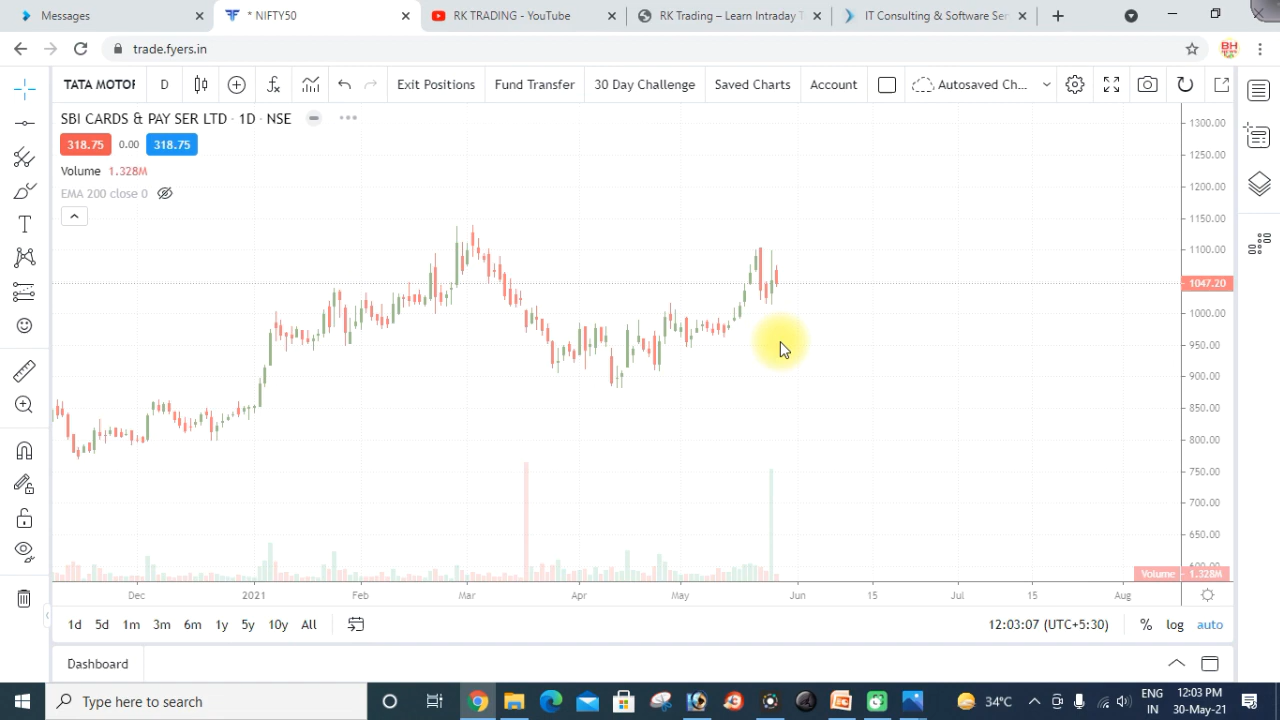 Messages
* NIFTY50
RK TRADING - YouTube
RK Trading – Learn Intraday T
IT Consulting & Software Ser
trade.fyers.in
BH
TATA MOTOR D Exit Positions Fund Transfer 30 Day Challenge Saved Charts Account Autosaved Ch...
SBI CARDS & PAY SER LTD · 1D · NSE
318.75 0.00 318.75
Volume 1.328M
EMA 200 close 0
1300.00
1250.00
1200.00
1150.00
1100.00
1047.20
1000.00
950.00
900.00
850.00
800.00
750.00
700.00
650.00
Volume 1.328M
Dec 2021 Feb Mar Apr May Jun 15 Jul 15 Aug
1d 5d 1m 3m 6m 1y 5y 10y All 12:03:07 (UTC+5:30) % log auto
Dashboard
Type here to search
34°C
ENG
IN
12:03 PM
30-May-21